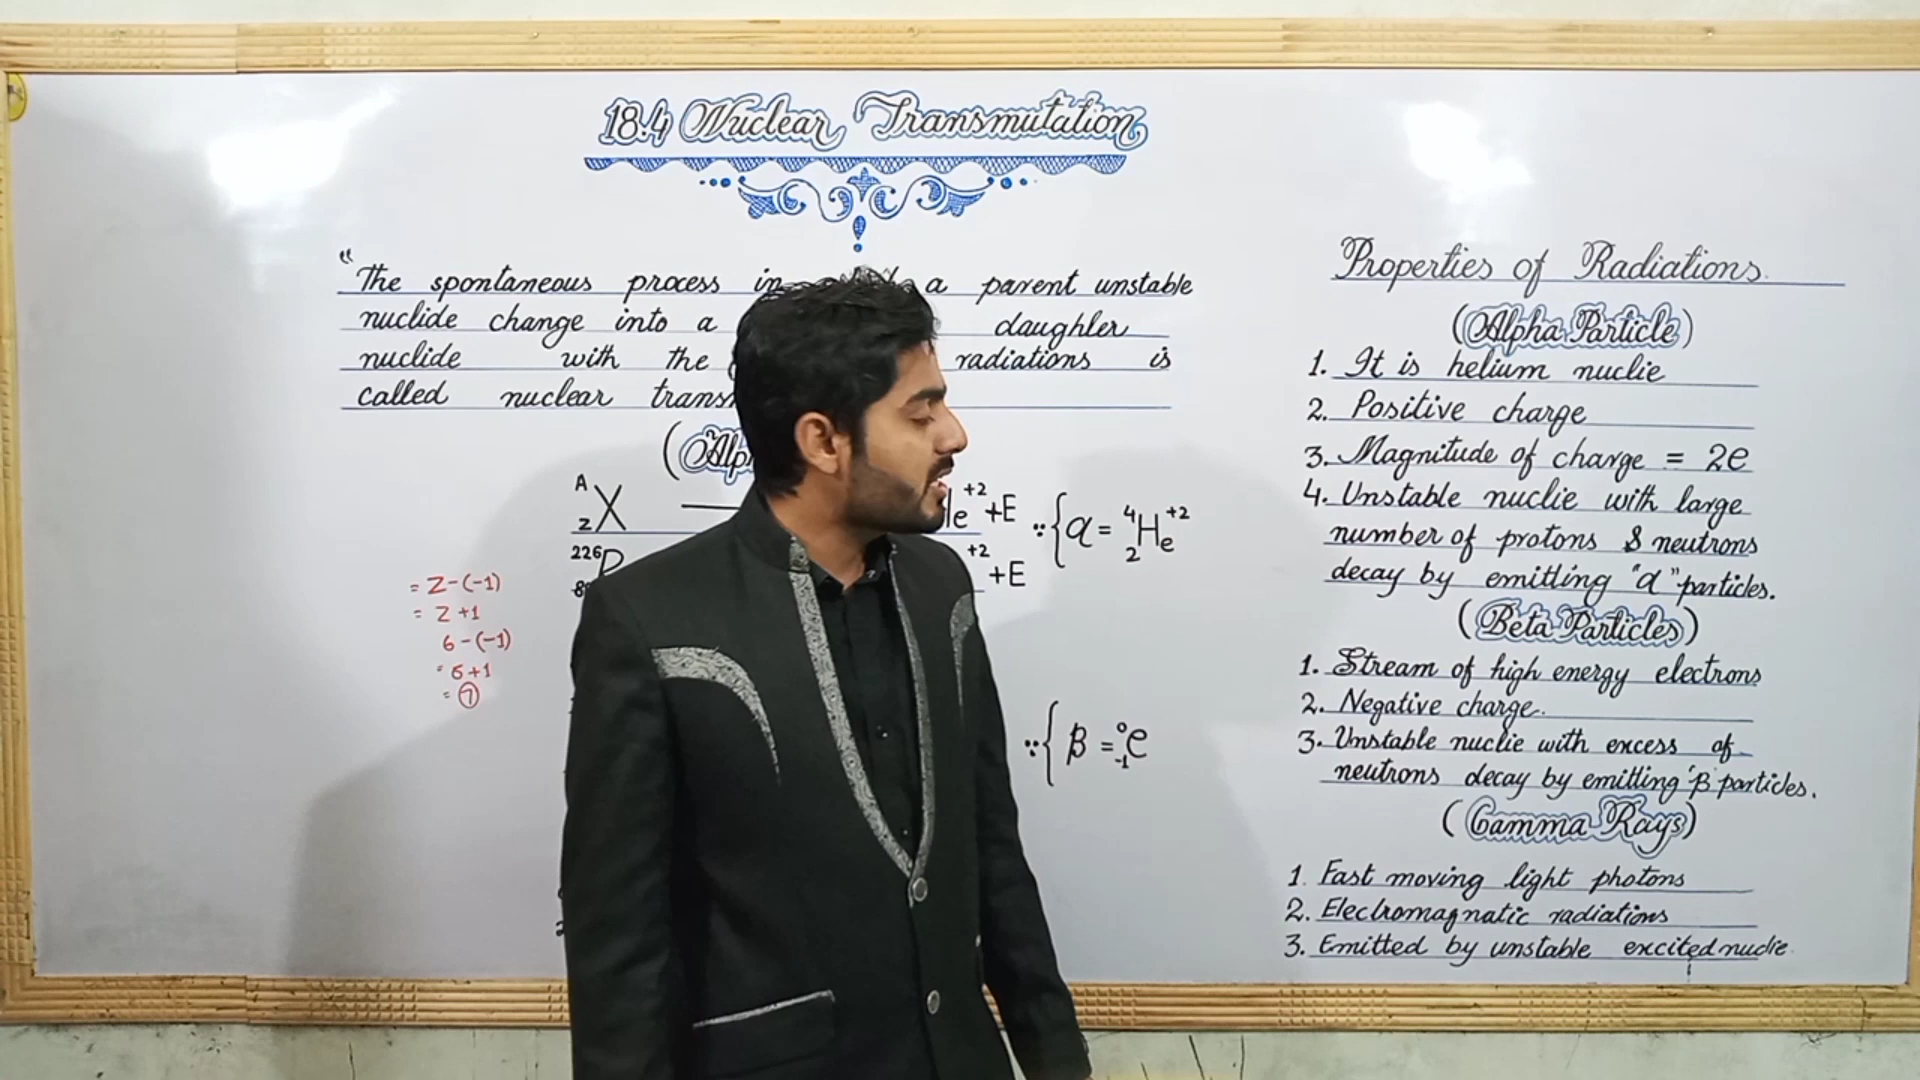 18.4 Nuclear Transmutation
“The spontaneous process in a parent unstable
nuclide change into a daughler
nuclide with the radiations is
called nuclear
(
A
Z X e +2 +E ∵{ α = 4 2 He +2
226
+2 +E
= Z-(-1)
= Z +1
6-(-1)
= 6+1
= 7
∵{ β = 0 -1 e
Properties of Radiations.
(Alpha Particle)
1. It is helium nuclie
2. Positive charge
3. Magnitude of charge = 2e
4. Unstable nuclie with large
number of protons & neutrons
decay by emitting "α" particles.
(Beta Particles)
1. Stream of high energy electrons
2. Negative charge.
3. Unstable nuclie with excess of
neutrons decay by emitting 'β' particles.
(Gamma Rays)
1. Fast moving light photons
2. Electromagnatic radiations
3. Emitted by unstable excited nuclie.